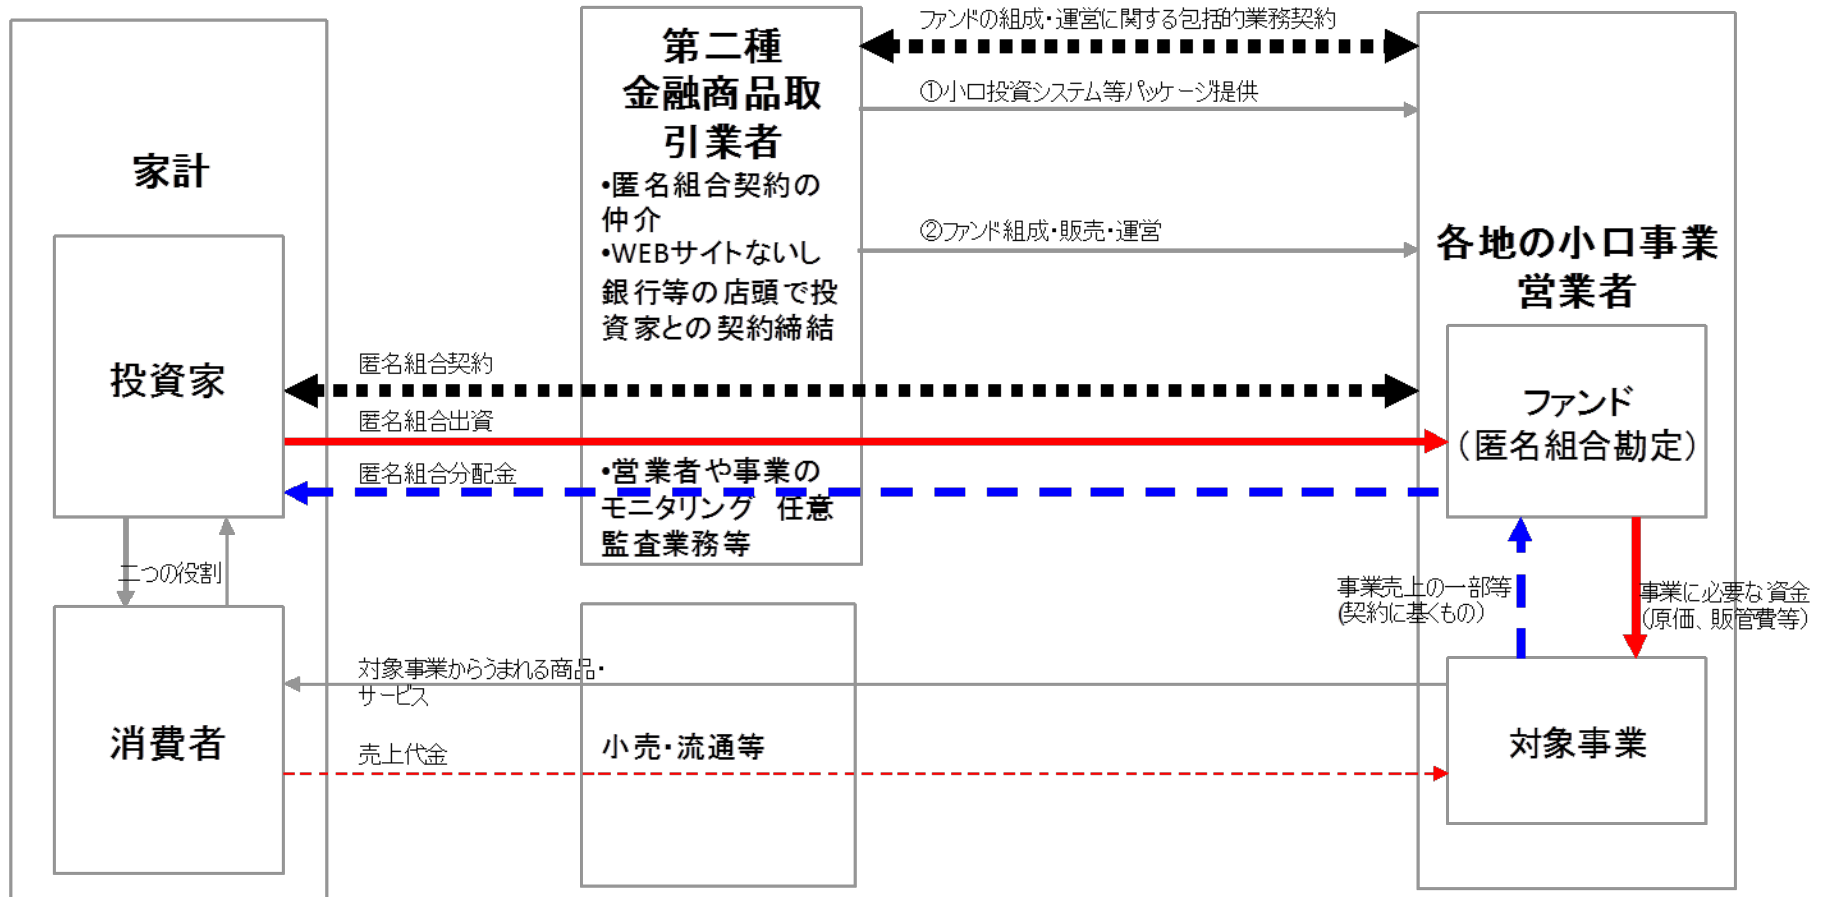 家計
投資家
二つの役割
消費者
第二種
金融商品取
引業者
•匿名組合契約の
仲介
•WEBサイトないし
銀行等の店頭で投
資家との契約締結
•営業者や事業の
モニタリング　任意
監査業務等
小売・流通等
ファンドの組成・運営に関する包括的業務契約
①小口投資システム等パッケージ提供
②ファンド組成・販売・運営
匿名組合契約
匿名組合出資
匿名組合分配金
対象事業からうまれる商品・
サービス
売上代金
各地の小口事業
営業者
ファンド
（匿名組合勘定）
事業売上の一部等
(契約に基くもの）
事業に必要な資金
（原価、販管費等）
対象事業